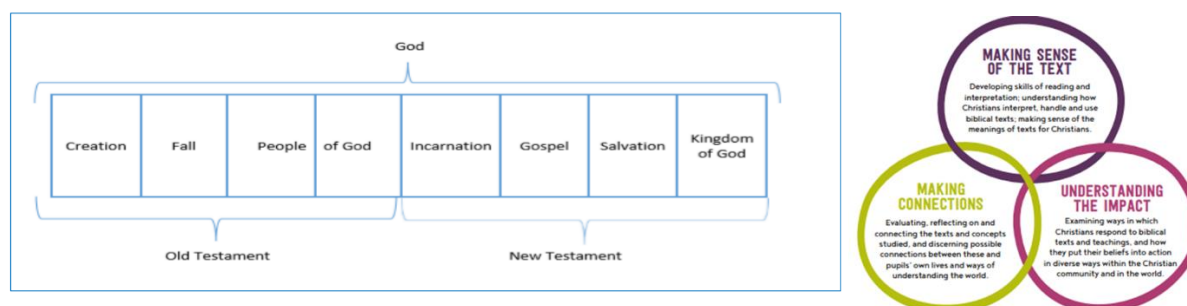 God
Creation
Fall
People
of God
Incarnation
Gospel
Salvation
Kingdom
of God
Old Testament
New Testament
MAKING SENSE
OF THE TEXT
Developing skills of reading and
interpretation; understanding how
Christians interpret, handle and use
biblical texts; making sense of the
meanings of texts for Christians.
MAKING
CONNECTIONS
Evaluating, reflecting on and
connecting the texts and concepts
studied, and discerning possible
connections between these and
pupils' own lives and ways of
understanding the world.
UNDERSTANDING
THE IMPACT
Examining ways in which
Christians respond to biblical
texts and teachings, and how
they put their beliefs into action
in diverse ways within the Christian
community and in the world.